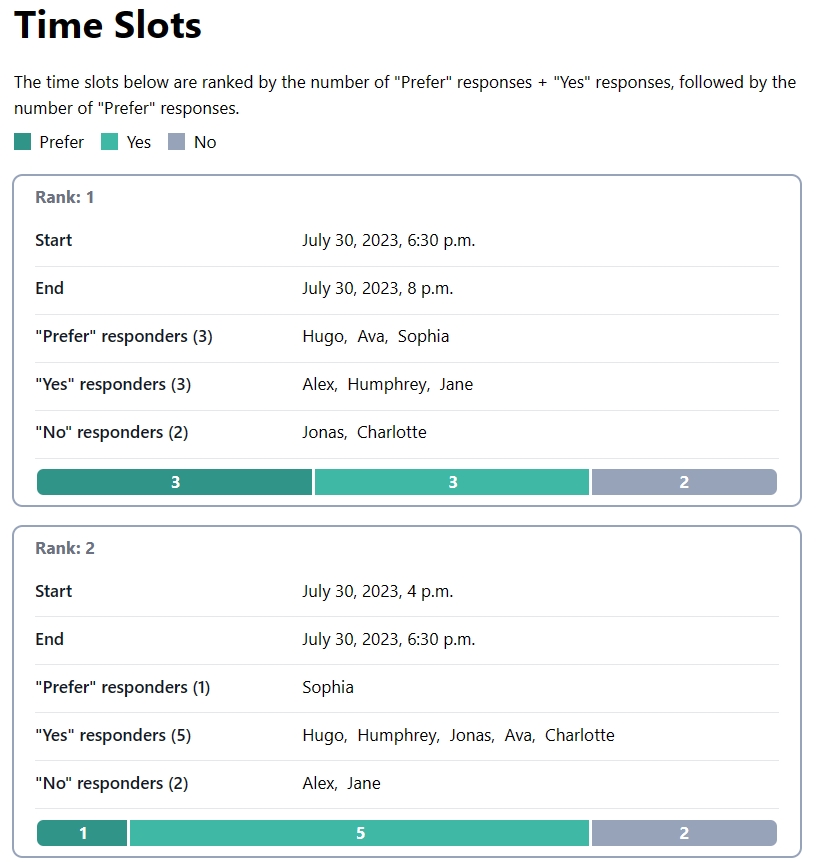 Time Slots
The time slots below are ranked by the number of "Prefer" responses + "Yes" responses, followed by the
number of "Prefer" responses.
Prefer Yes No
Rank: 1
Start July 30, 2023, 6:30 p.m.
End July 30, 2023, 8 p.m.
"Prefer" responders (3) Hugo, Ava, Sophia
"Yes" responders (3) Alex, Humphrey, Jane
"No" responders (2) Jonas, Charlotte
3 3 2
Rank: 2
Start July 30, 2023, 4 p.m.
End July 30, 2023, 6:30 p.m.
"Prefer" responders (1) Sophia
"Yes" responders (5) Hugo, Humphrey, Jonas, Ava, Charlotte
"No" responders (2) Alex, Jane
1 5 2